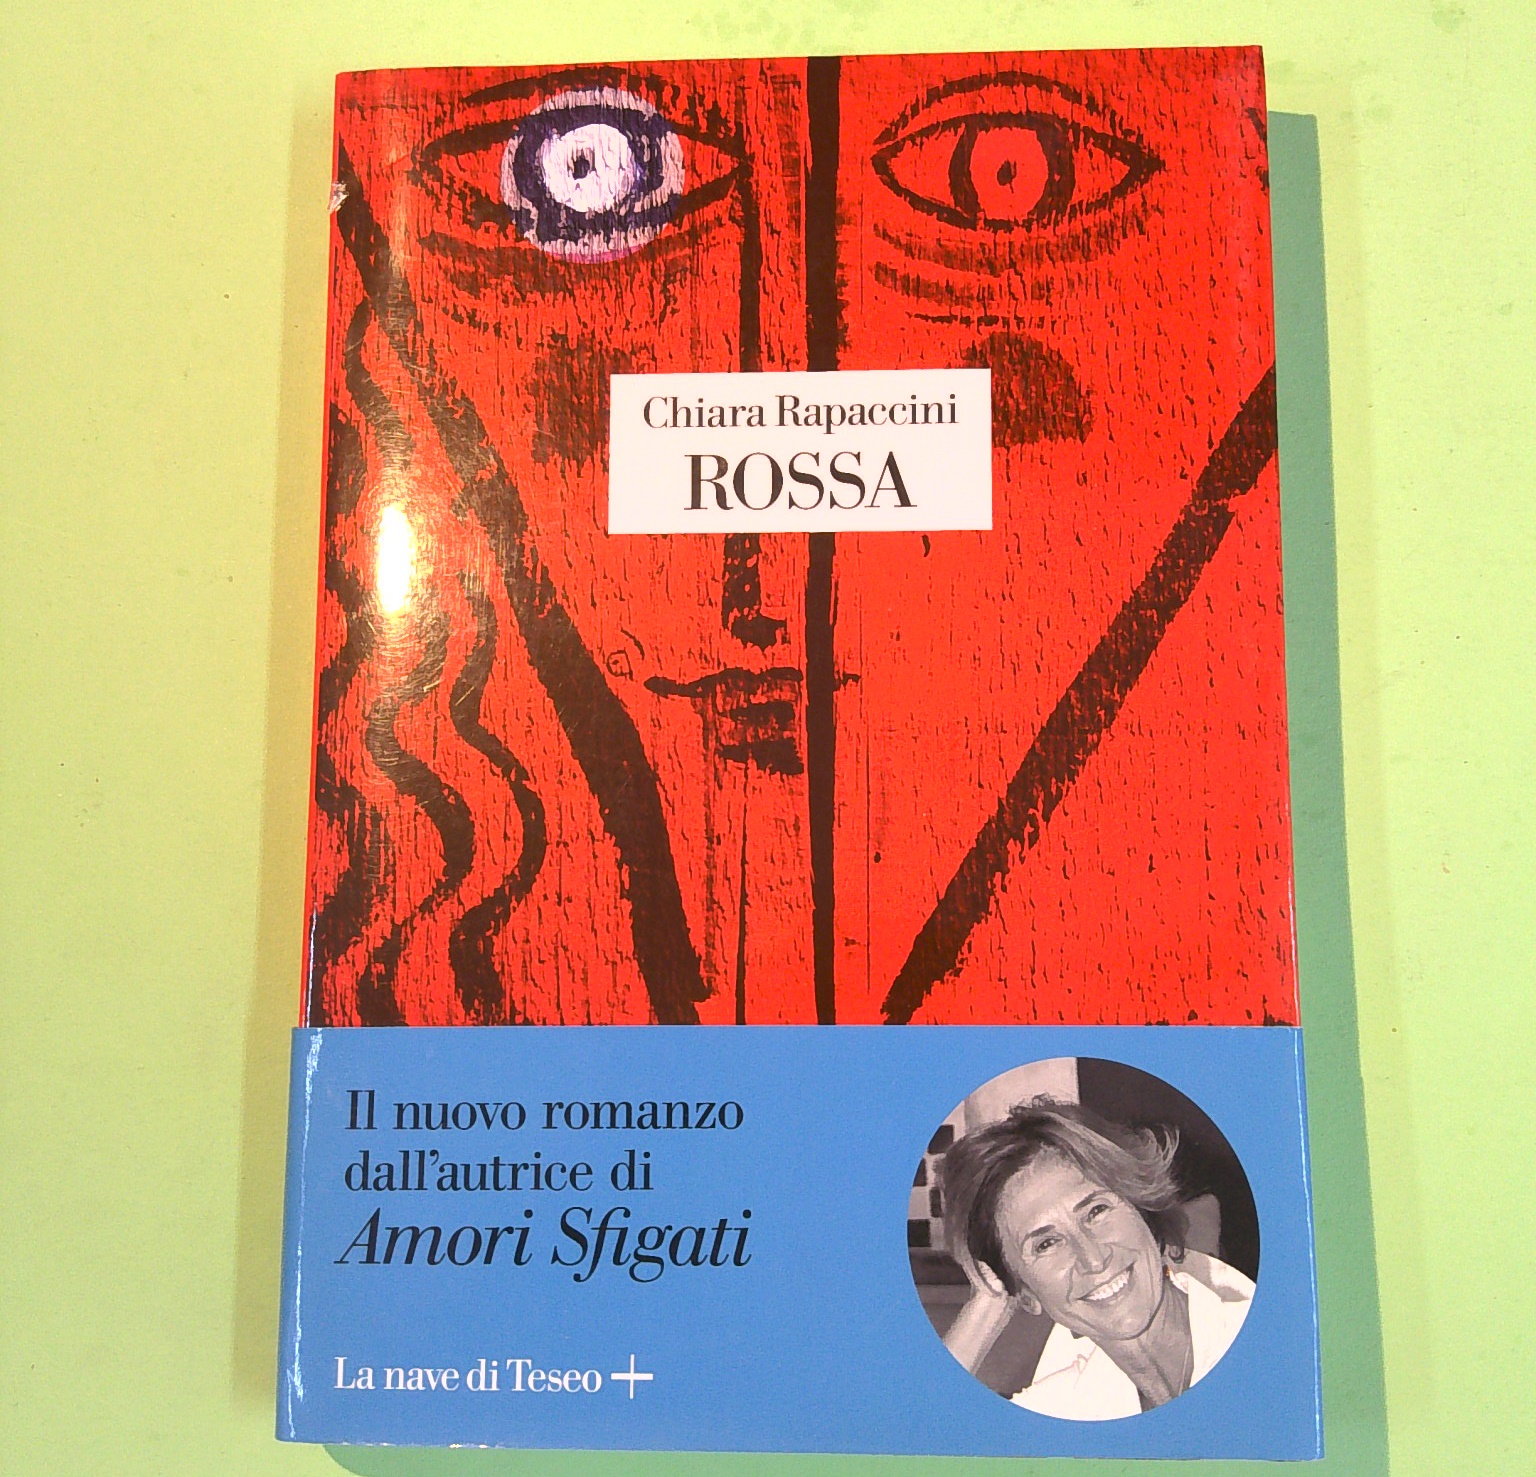 Chiara Rapaccini
ROSSA
Il nuovo romanzo
dall'autrice di
Amori Sfigati
La nave di Teseo +